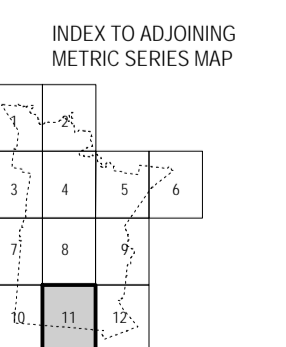 INDEX TO ADJOINING
METRIC SERIES MAP
1 2
3 4 5 6
7 8 9
10 11 12